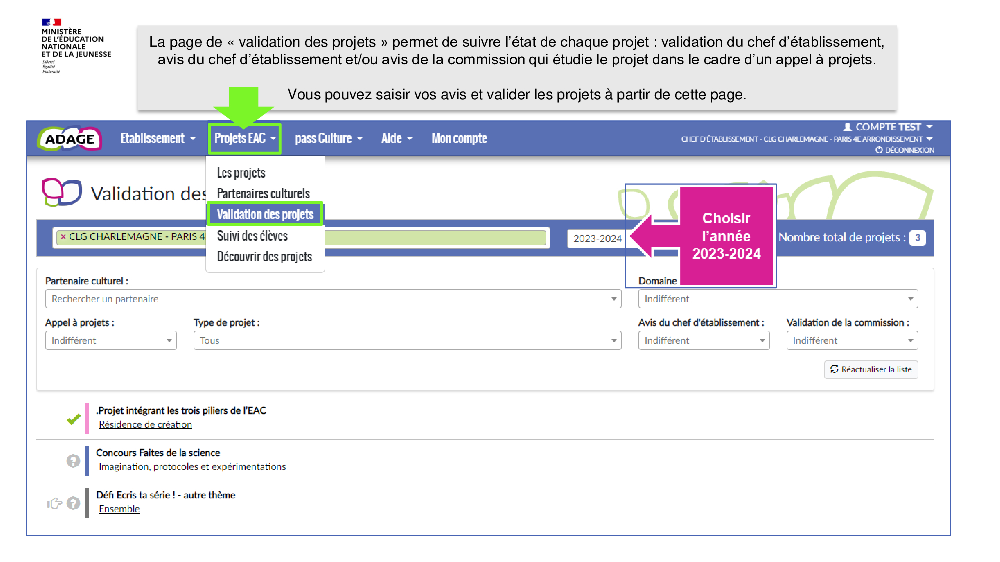 MINISTÈRE
DE L'ÉDUCATION
NATIONALE
ET DE LA JEUNESSE
Liberté
Égalité
Fraternité
La page de « validation des projets » permet de suivre l'état de chaque projet : validation du chef d'établissement,
avis du chef d'établissement et/ou avis de la commission qui étudie le projet dans le cadre d'un appel à projets.
Vous pouvez saisir vos avis et valider les projets à partir de cette page.
ADAGE
Etablissement
Projets EAC
pass Culture
Aide
Mon compte
COMPTE TEST
CHEF D'ÉTABLISSEMENT - CLG CHARLEMAGNE - PARIS 4E ARRONDISSEMENT
DÉCONNEXION
Les projets
Partenaires culturels
Validation des projets
Suivi des élèves
Découvrir des projets
Validation des
× CLG CHARLEMAGNE - PARIS 4
2023-2024
Choisir
l'année
2023-2024
Nombre total de projets : 3
Partenaire culturel :
Rechercher un partenaire
Domaine
Indifférent
Appel à projets :
Indifférent
Type de projet :
Tous
Avis du chef d'établissement :
Indifférent
Validation de la commission :
Indifférent
Réactualiser la liste
.Projet intégrant les trois piliers de l'EAC
Résidence de création
Concours Faites de la science
Imagination, protocoles et expérimentations
Défi Ecris ta série ! - autre thème
Ensemble